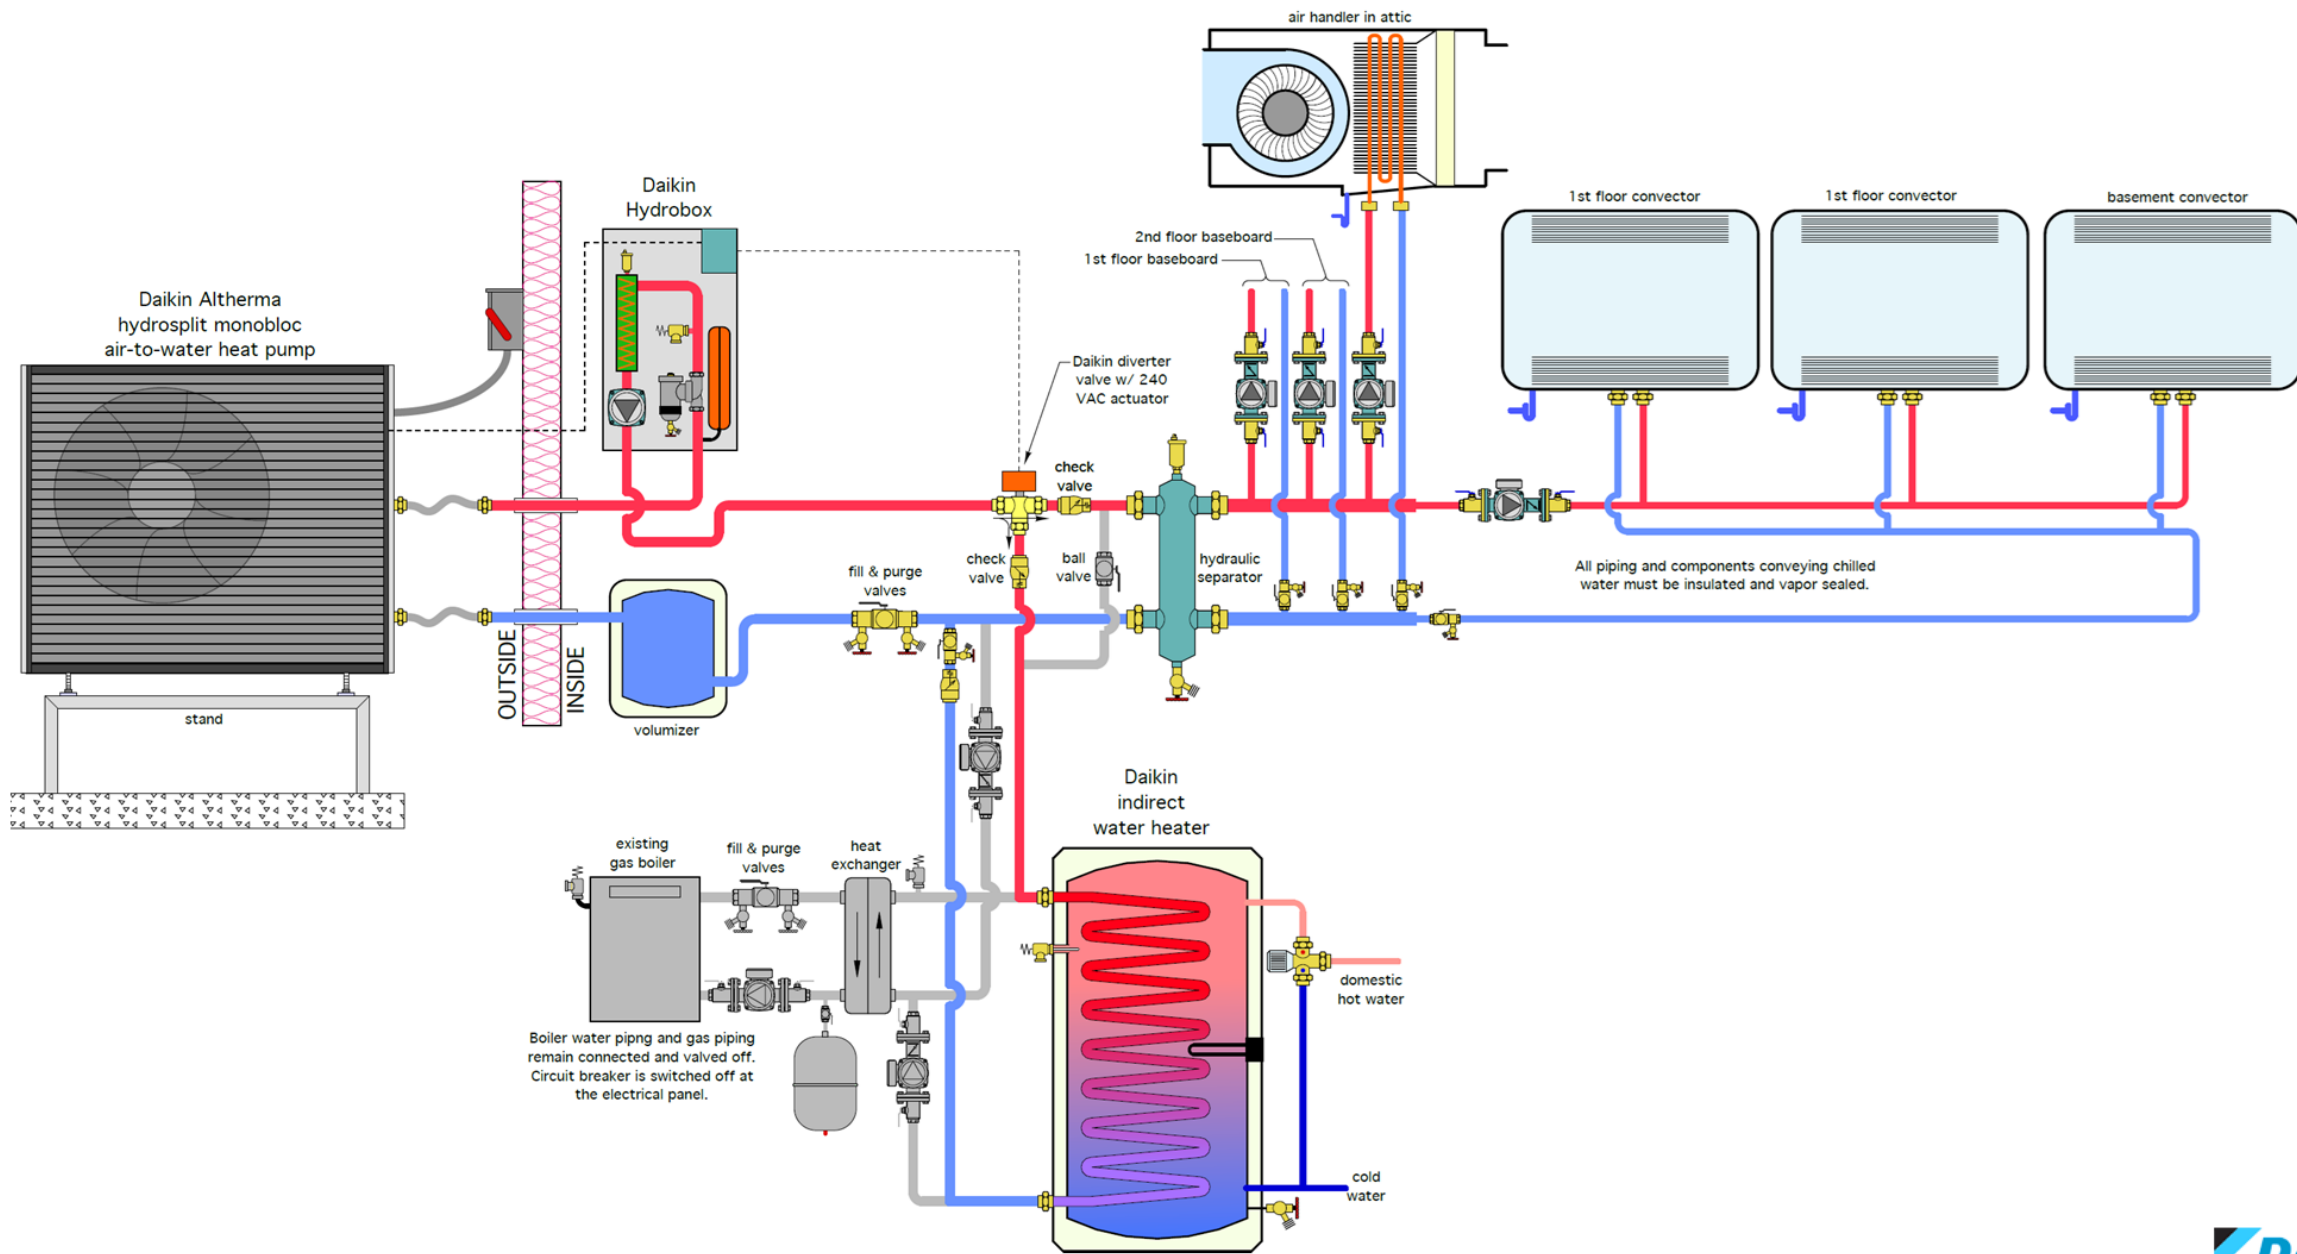 air handler in attic
Daikin
Hydrobox
1st floor convector
1st floor convector
basement convector
2nd floor baseboard
1st floor baseboard
Daikin Altherma
hydrosplit monobloc
air-to-water heat pump
Daikin diverter
valve w/ 240
VAC actuator
check
valve
check
valve
ball
valve
hydraulic
separator
fill & purge
valves
All piping and components conveying chilled
water must be insulated and vapor sealed.
OUTSIDE
INSIDE
stand
volumizer
Daikin
indirect
water heater
existing
gas boiler
fill & purge
valves
heat
exchanger
domestic
hot water
Boiler water pipng and gas piping
remain connected and valved off.
Circuit breaker is switched off at
the electrical panel.
cold
water